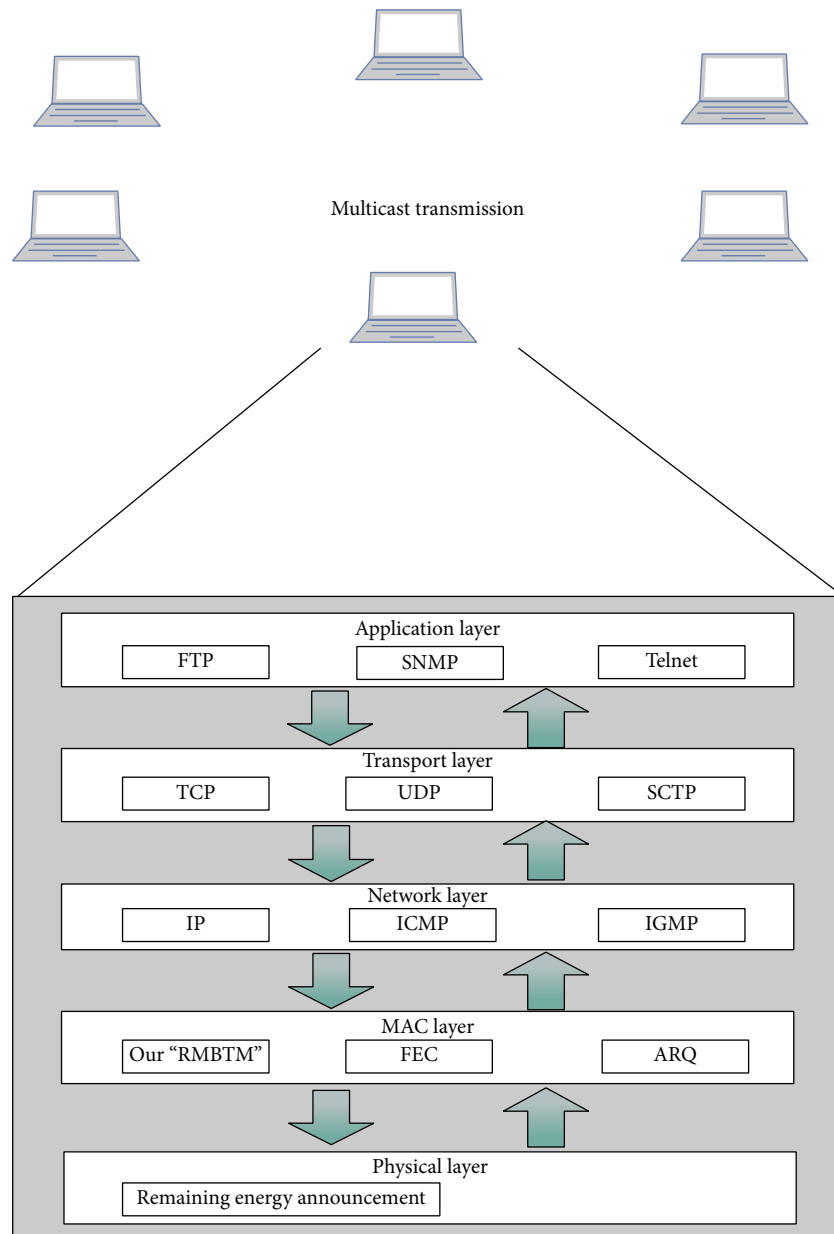 Multicast transmission
Application layer
FTP
SNMP
Telnet
Transport layer
TCP
UDP
SCTP
Network layer
IP
ICMP
IGMP
MAC layer
Our “RMBTM”
FEC
ARQ
Physical layer
Remaining energy announcement